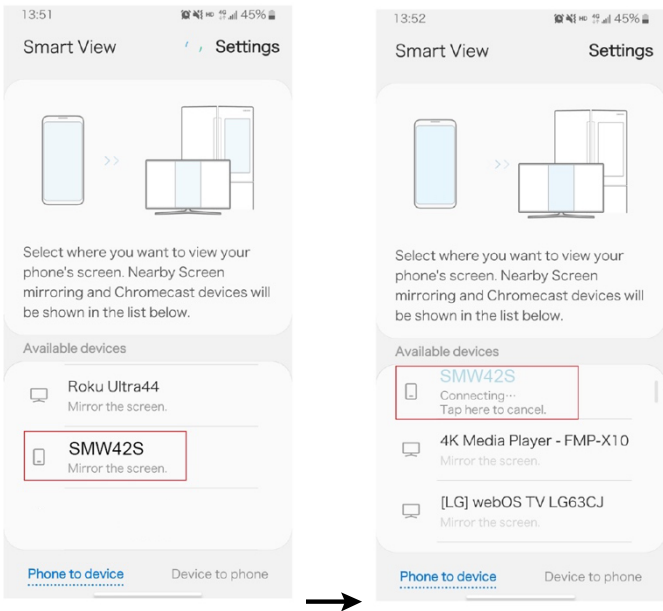 13:51
HD 4G 45%
Smart View
Settings
Select where you want to view your
phone's screen. Nearby Screen
mirroring and Chromecast devices will
be shown in the list below.
Available devices
Roku Ultra44
Mirror the screen.
SMW42S
Mirror the screen.
Phone to device
Device to phone
13:52
HD 4G 45%
Smart View
Settings
Select where you want to view your
phone's screen. Nearby Screen
mirroring and Chromecast devices will
be shown in the list below.
Available devices
SMW42S
Connecting···
Tap here to cancel.
4K Media Player - FMP-X10
Mirror the screen.
[LG] webOS TV LG63CJ
Mirror the screen.
Phone to device
Device to phone